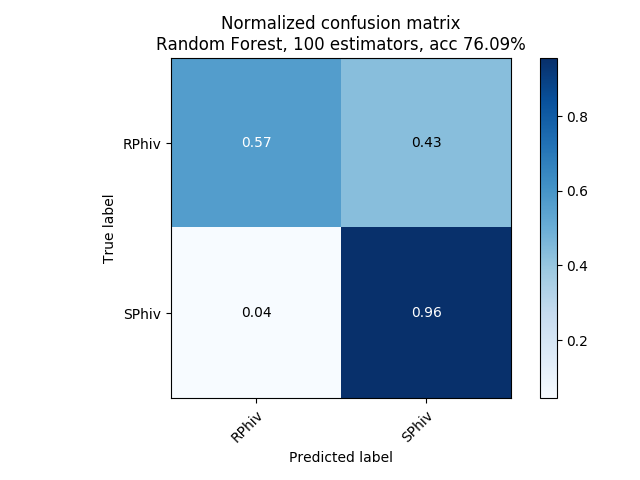 Normalized confusion matrix
Random Forest, 100 estimators, acc 76.09%
RPhiv
0.57
0.43
SPhiv
0.04
0.96
RPhiv
SPhiv
True label
Predicted label
0.8
0.6
0.4
0.2